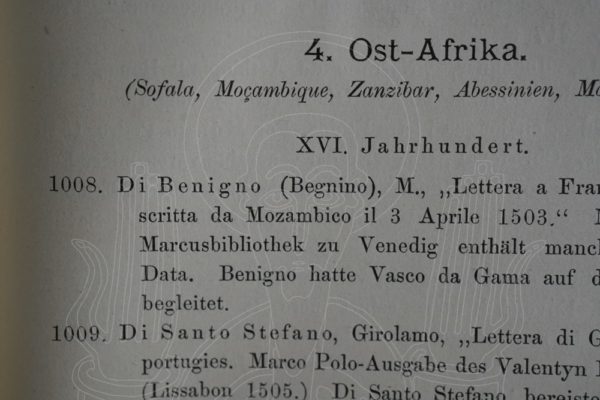 4. Ost-Afrika.
(Sofala, Moçambique, Zanzibar, Abessinien,
XVI. Jahrhundert.
1008. Di Benigno (Begnino), M., „Lettera a
scritta da Mozambico il 3 Aprile 1503.“
Marcusbibliothek zu Venedig enthält
Data. Benigno hatte Vasco da Gama auf
begleitet.
1009. Di Santo Stefano, Girolamo, „Lettera di
portugies. Marco Polo-Ausgabe des Valentyn
(Lissabon 1505.) Di Santo Stefano bereiste